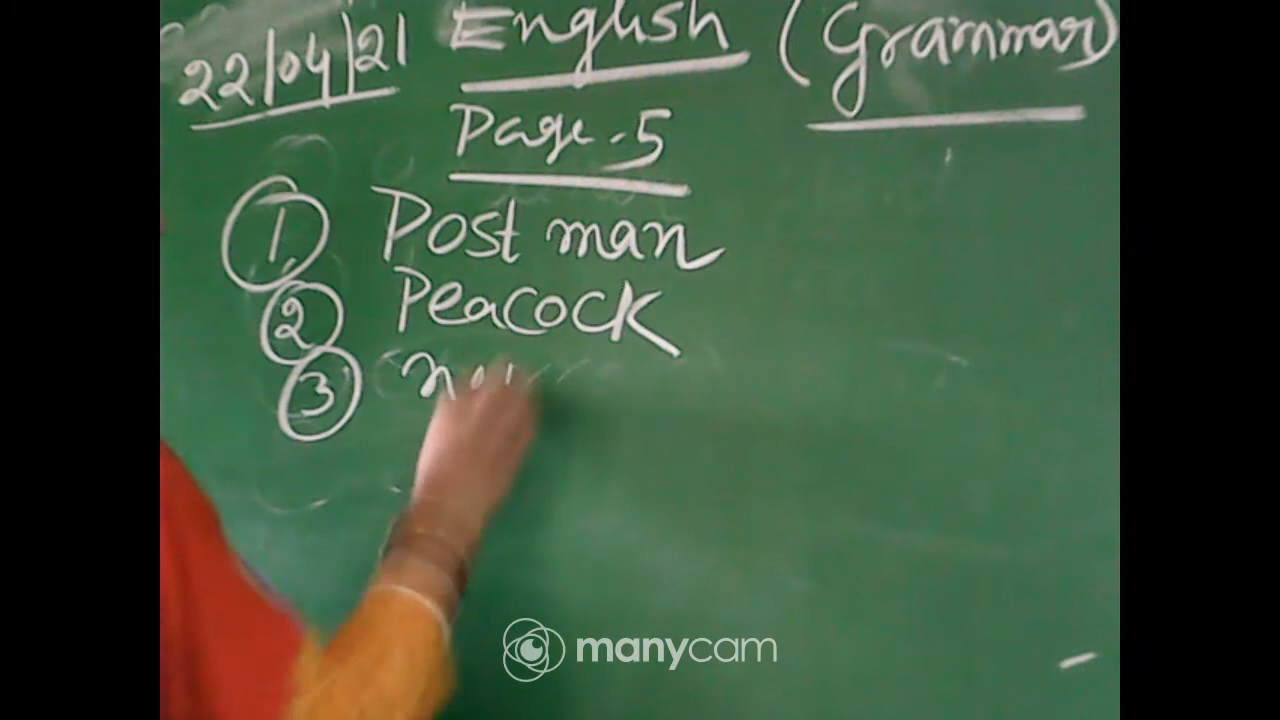 22/04/21 English (Grammar)
Page-5
1. Post man
2 Peacock
3
manycam